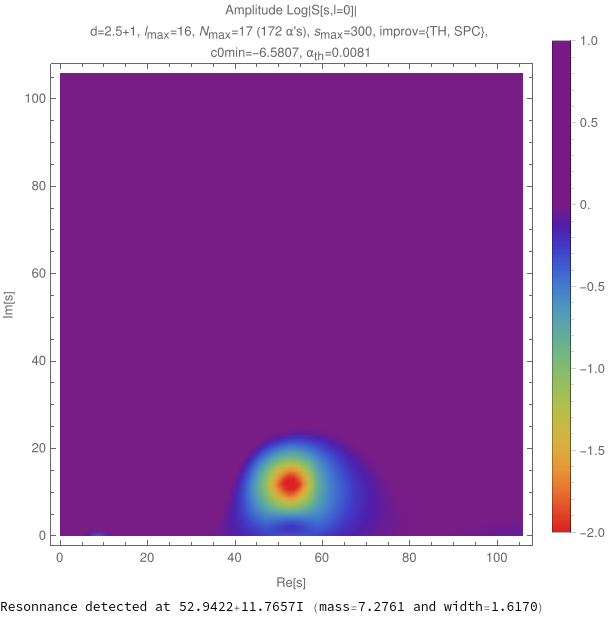 Amplitude Log|S[s,l=0]|
d=2.5+1, lmax=16, Nmax=17 (172 α's), smax=300, improv={TH, SPC},
c0min=−6.5807, αth=0.0081
1.0
0.5
0.
−0.5
−1.0
−1.5
−2.0
100
80
60
40
20
0
Im[s]
0 20 40 60 80 100
Re[s]
Resonnance detected at 52.9422+11.7657I (mass=7.2761 and width=1.6170)